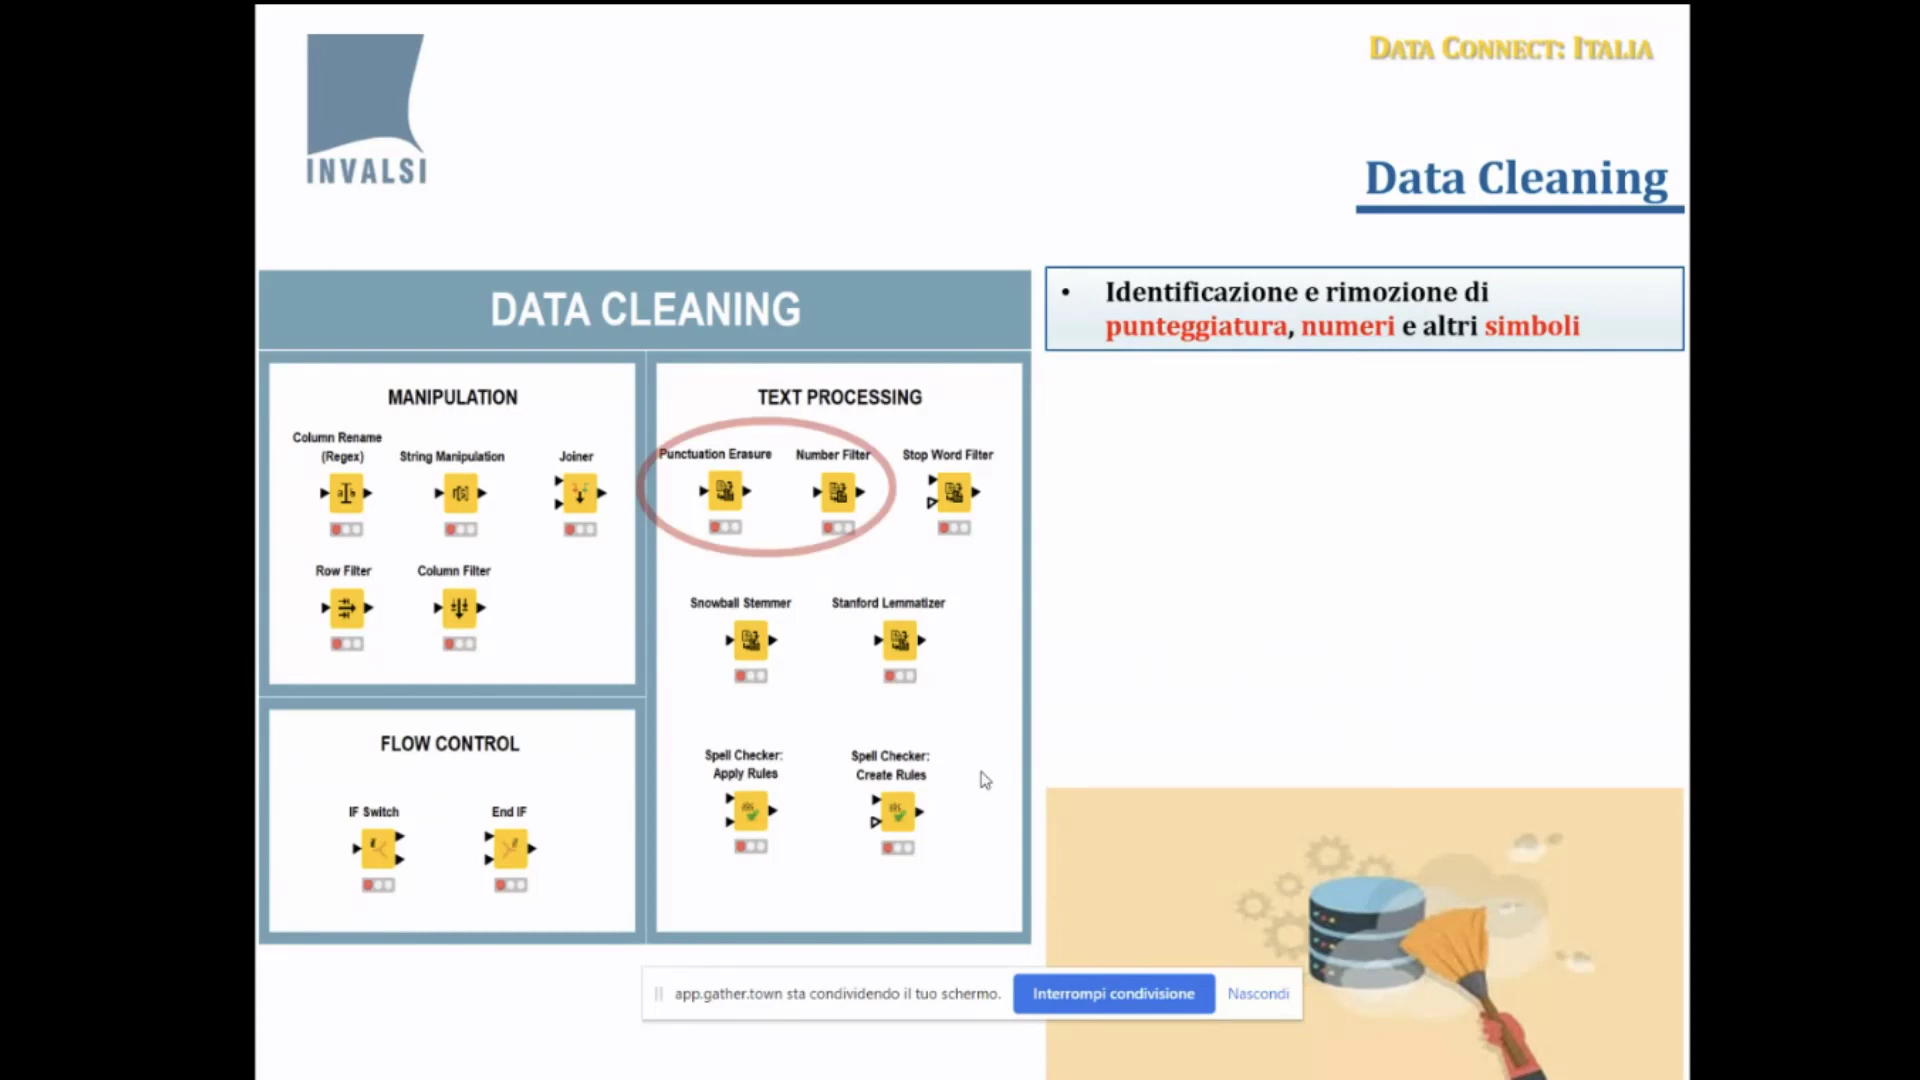 INVALSI
DATA CONNECT: ITALIA
Data Cleaning
DATA CLEANING
• Identificazione e rimozione di
punteggiatura, numeri e altri simboli
MANIPULATION
Column Rename
(Regex)
String Manipulation
Joiner
Row Filter
Column Filter
FLOW CONTROL
IF Switch
End IF
TEXT PROCESSING
Punctuation Erasure
Number Filter
Stop Word Filter
Snowball Stemmer
Stanford Lemmatizer
Spell Checker:
Apply Rules
Spell Checker:
Create Rules
app.gather.town sta condividendo il tuo schermo.
Interrompi condivisione
Nascondi